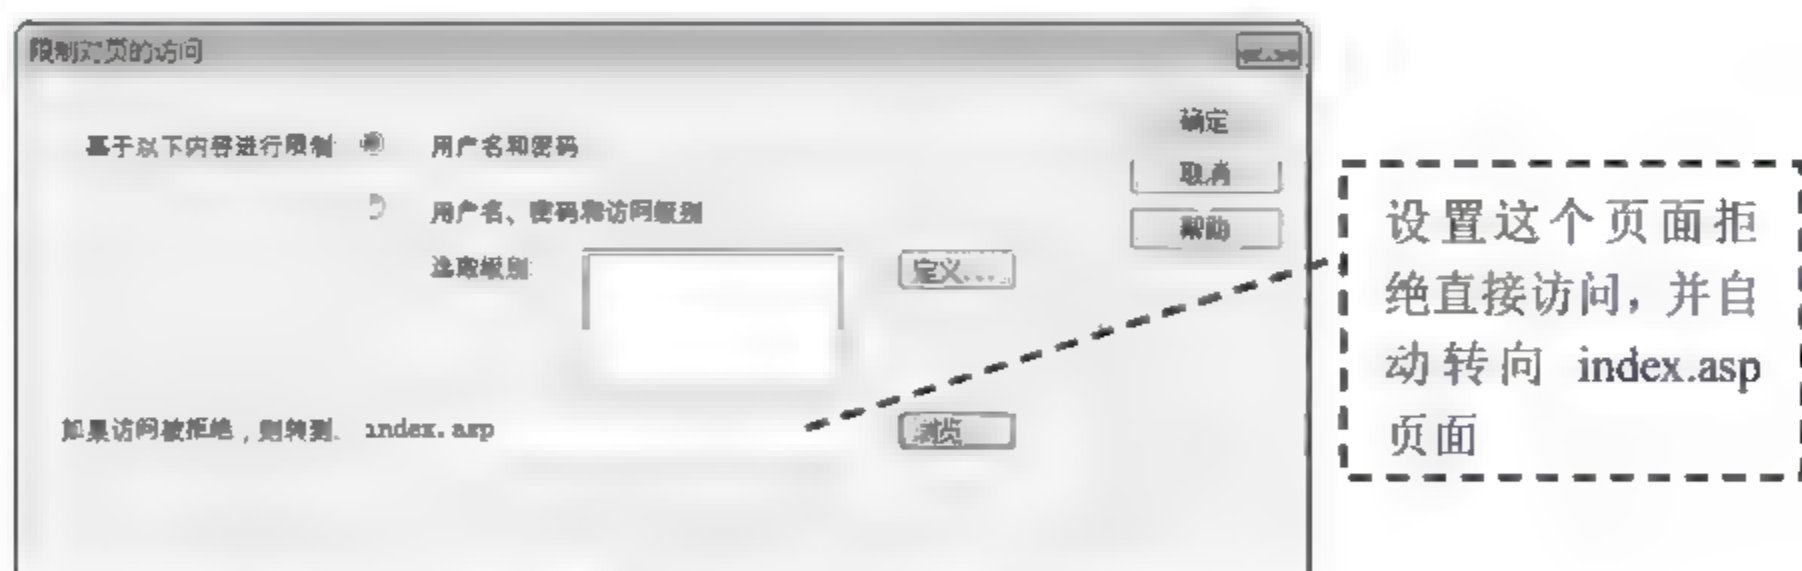 限制对页的访问
确定
基于以下内容进行限制: 用户名和密码
取消
用户名、密码和访问级别
帮助
选取级别:
定义...
如果访问被拒绝，则转到: index.asp
浏览
设置这个页面拒
绝直接访问，并自
动转向 index.asp
页面